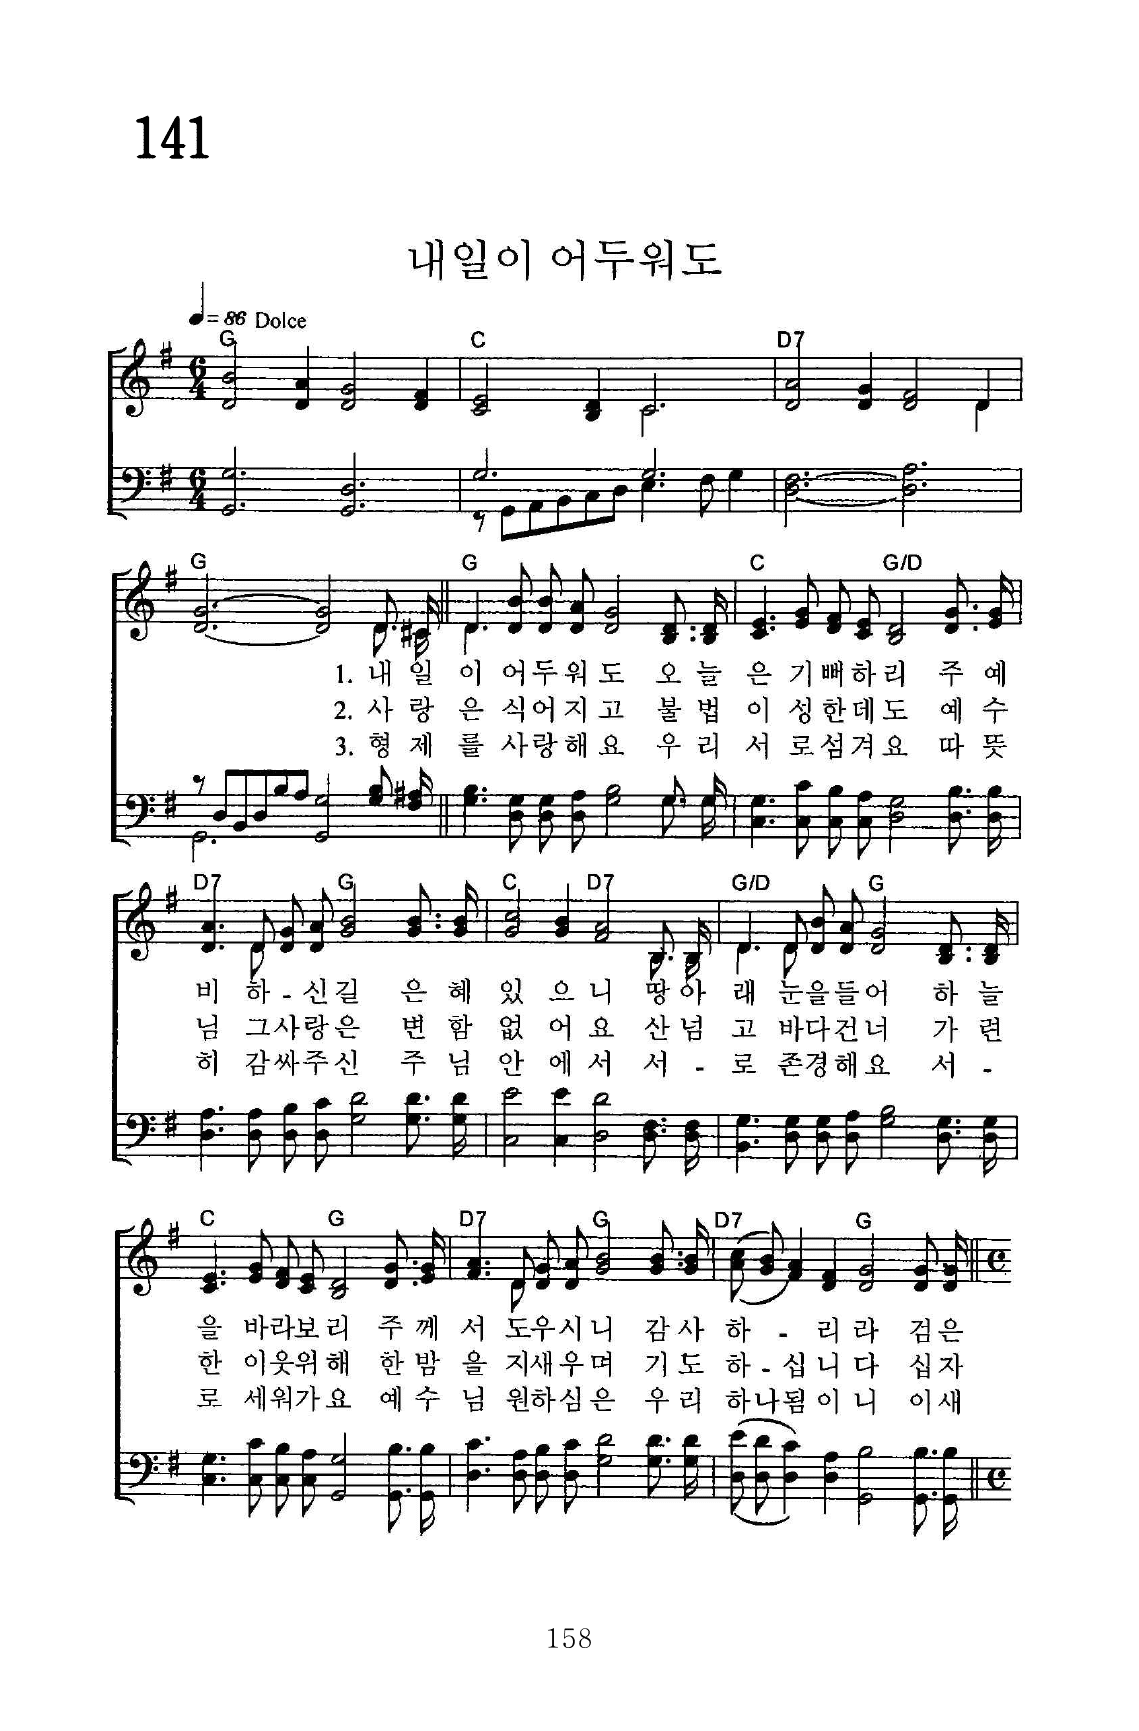 141
내일이 어두워도
= 86 Dolce
G C D7
G G C G/D
1. 내 일 이 어두워 도 오 늘 은 기 뻐하 리 주 예
2. 사 랑 은 식어지 고 불 법 이 성한데 도 예 수
3. 형 제 를 사랑해 요 우 리 서 로섬겨 요 따 뜻
D7 G C D7 G/D G
비 하 - 신길 은 혜 있 으 니 땅아 래 눈을들어 하 늘
님 그사랑은 변 함 없 어 요 산넘 고 바다건너 가 련
히 감싸주신 주 님 안 에 서 서 - 로 존경해요 서 -
C G D7 G D7 G
을 바라보리 주 께 서 도우시니 감 사 하 - 리 라 검은
한 이웃위해 한 밤 을 지새우며 기 도 하 - 십 니 다 십자
로 세워가요 예 수 님 원하심은 우 리 하나됨이 니 이새
158